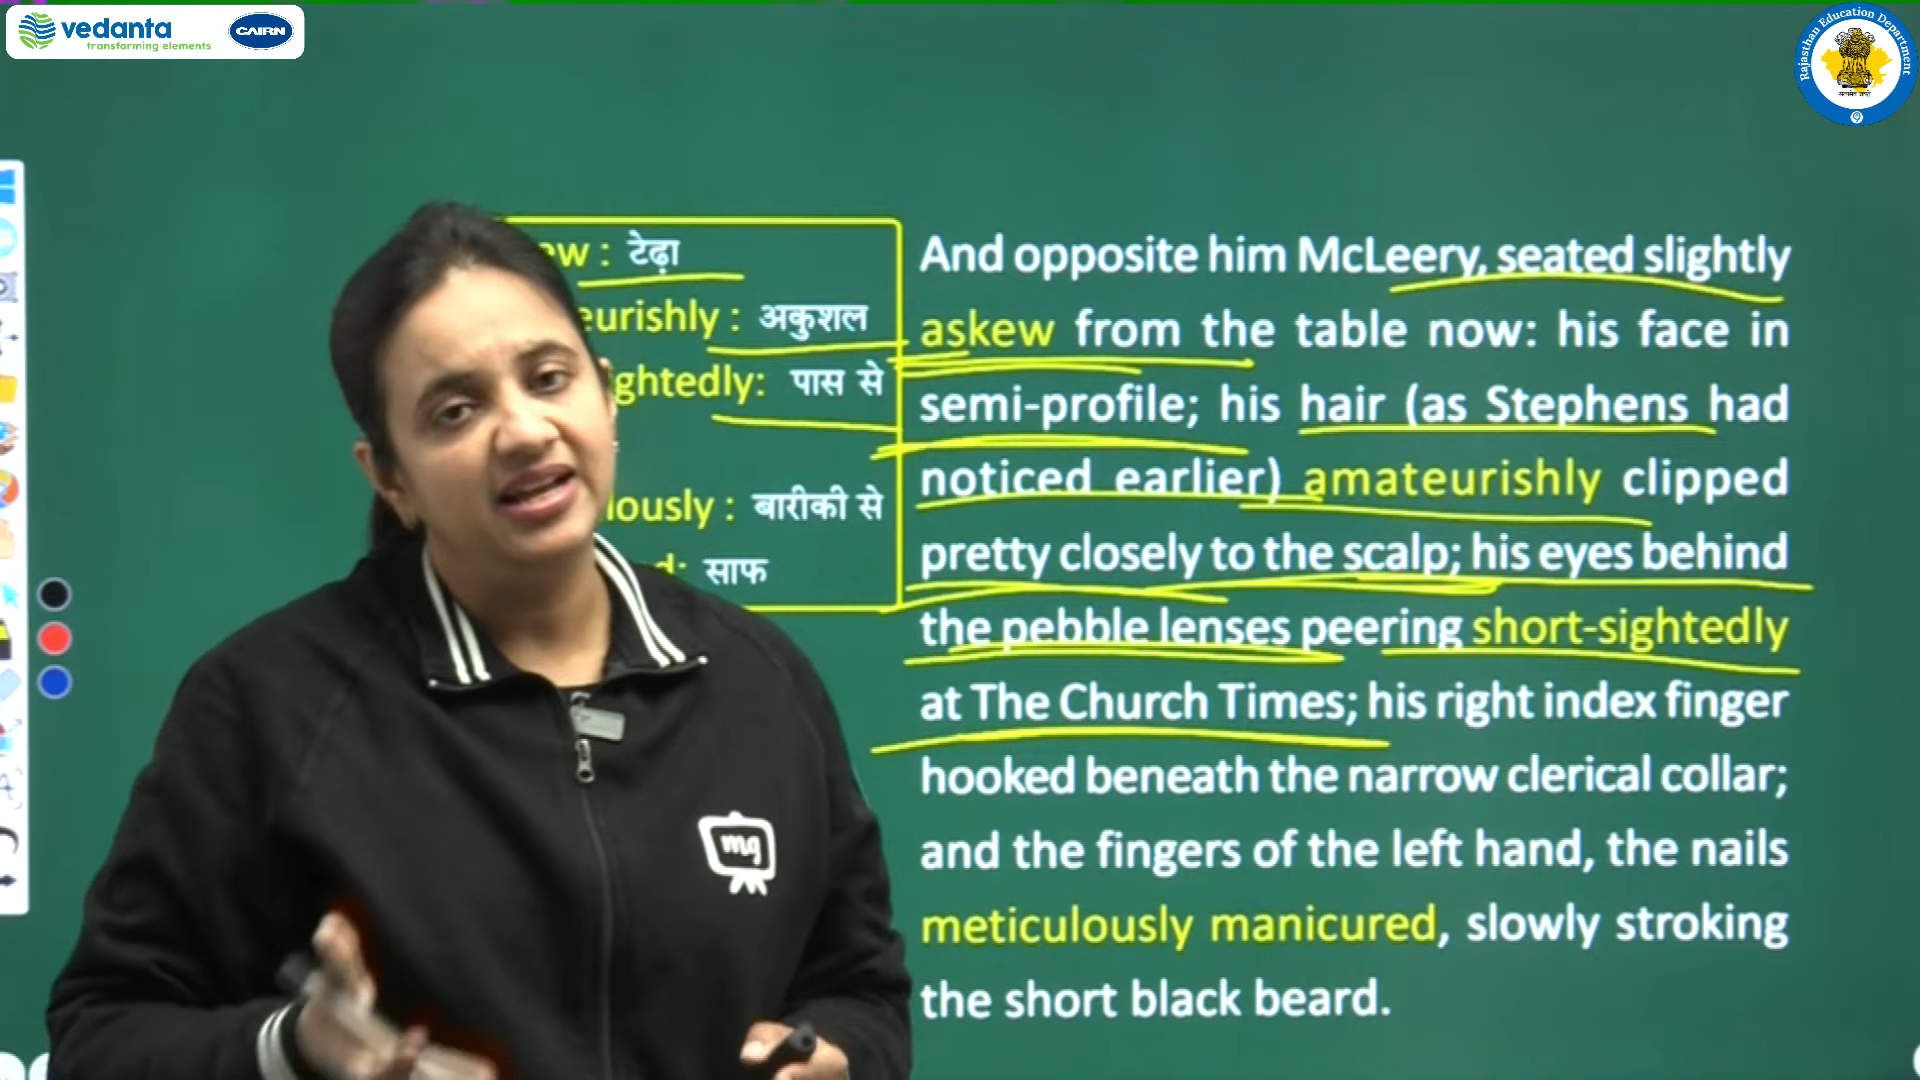 vedanta
transforming elements
CAIRN
Rajasthan Education Department
ew : टेढ़ा
eurishly : अकुशल
ghtedly: पास से
lously : बारीकी से
d: साफ
And opposite him McLeery, seated slightly
askew from the table now: his face in
semi-profile; his hair (as Stephens had
noticed earlier) amateurishly clipped
pretty closely to the scalp; his eyes behind
the pebble lenses peering short-sightedly
at The Church Times; his right index finger
hooked beneath the narrow clerical collar;
and the fingers of the left hand, the nails
meticulously manicured, slowly stroking
the short black beard.
mg